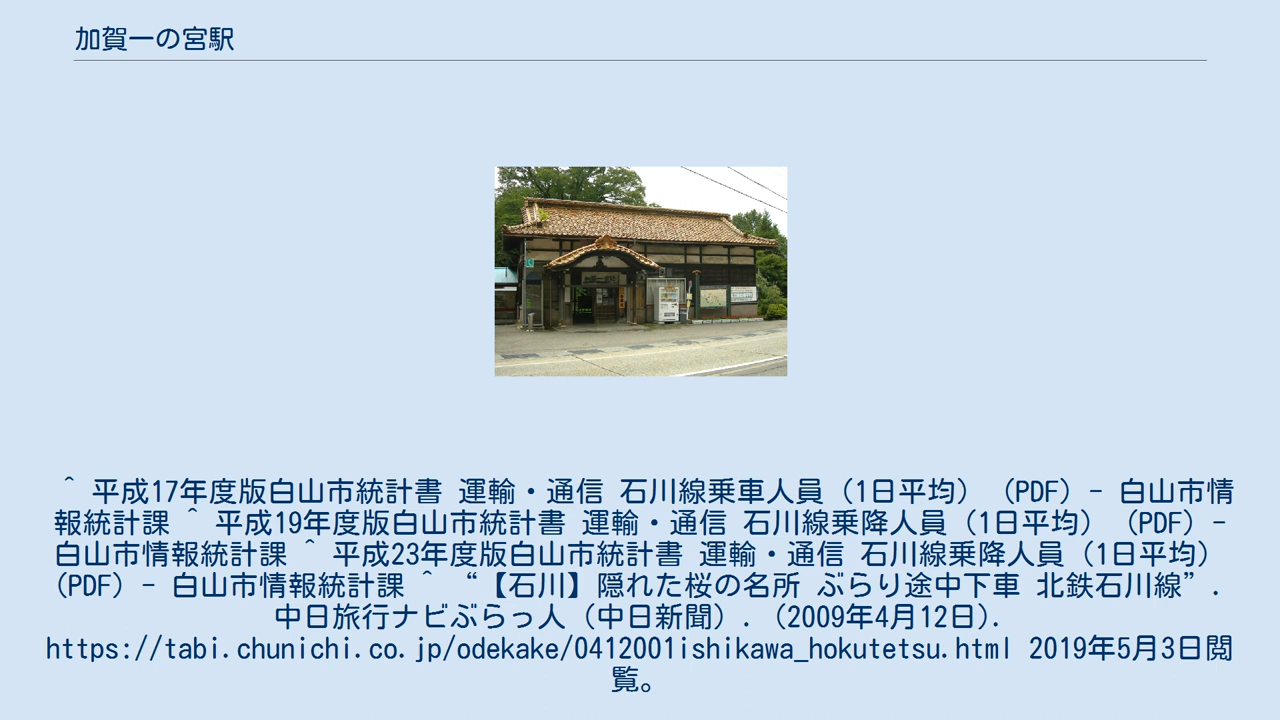 加賀一の宮駅
^ 平成17年度版白山市統計書 運輸・通信 石川線乗車人員（1日平均）（PDF）- 白山市情
報統計課 ^ 平成19年度版白山市統計書 運輸・通信 石川線乗降人員（1日平均）（PDF）-
白山市情報統計課 ^ 平成23年度版白山市統計書 運輸・通信 石川線乗降人員（1日平均）
（PDF）- 白山市情報統計課 ^ “【石川】隠れた桜の名所 ぶらり途中下車 北鉄石川線”.
中日旅行ナビぶらっ人（中日新聞）.（2009年4月12日）.
https://tabi.chunichi.co.jp/odekake/0412001ishikawa_hokutetsu.html 2019年5月3日閲
覧。